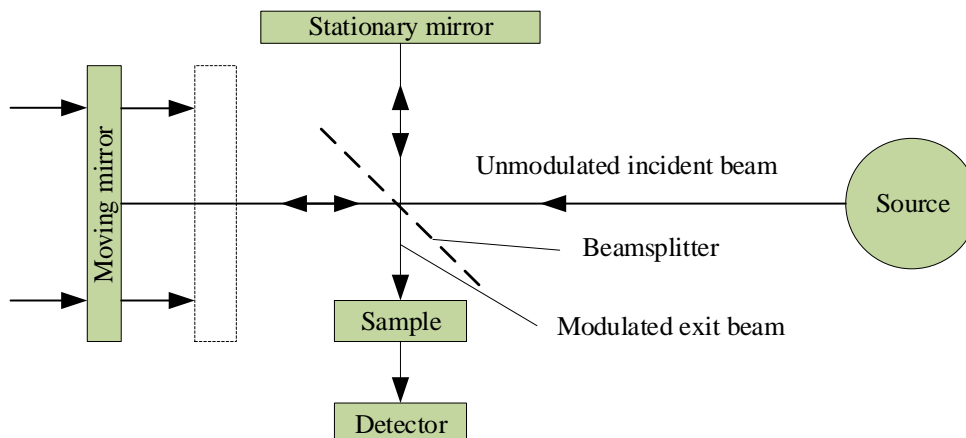 Stationary mirror
Moving mirror
Unmodulated incident beam
Source
Beamsplitter
Sample
Modulated exit beam
Detector